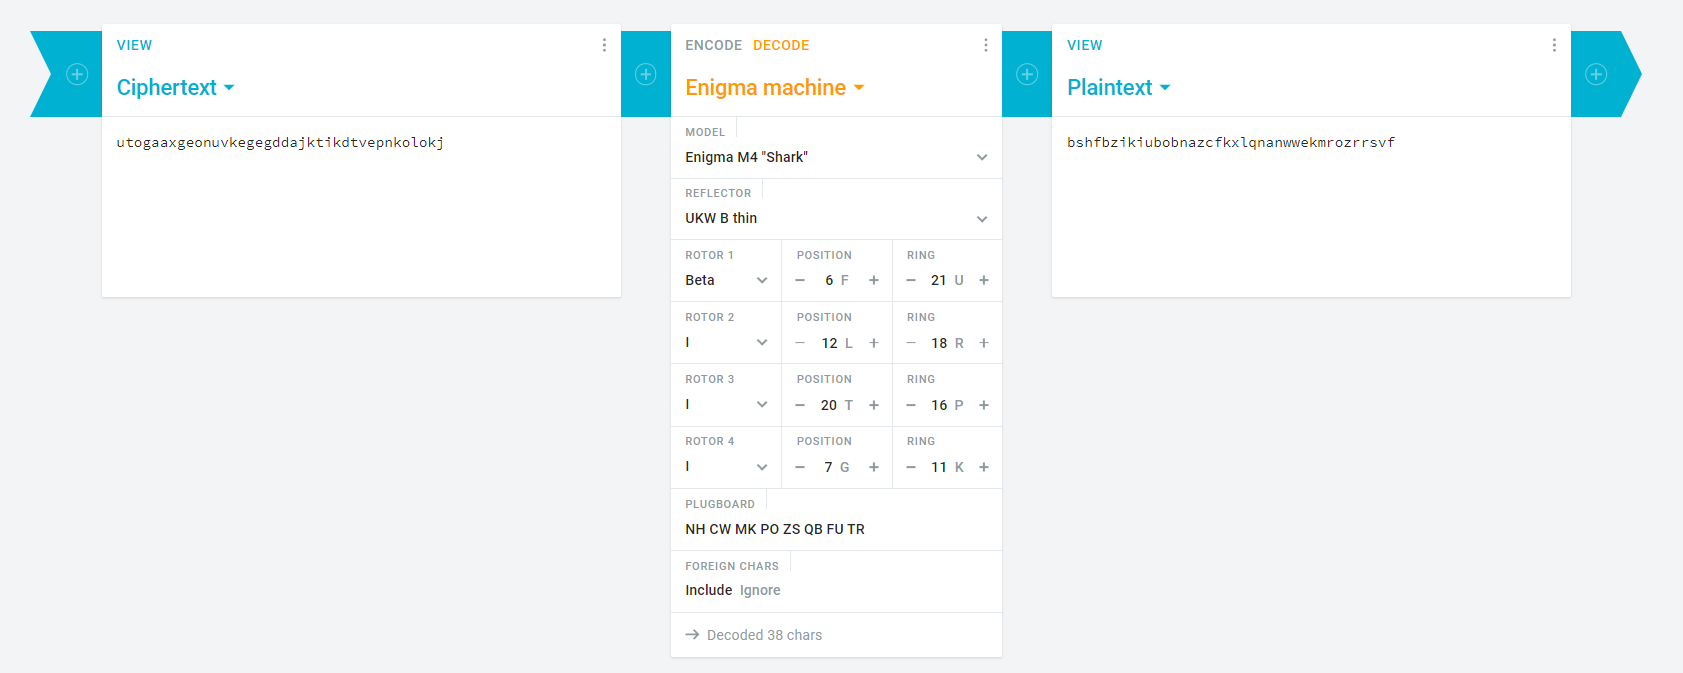 VIEW
Ciphertext
utogaaxgeonuvkegegddajktikdtvepnkolokj
ENCODE DECODE
Enigma machine
MODEL
Enigma M4 "Shark"
REFLECTOR
UKW B thin
ROTOR 1 POSITION RING
Beta − 6 F + − 21 U +
ROTOR 2 POSITION RING
I − 12 L + − 18 R +
ROTOR 3 POSITION RING
I − 20 T + − 16 P +
ROTOR 4 POSITION RING
I − 7 G + − 11 K +
PLUGBOARD
NH CW MK PO ZS QB FU TR
FOREIGN CHARS
Include Ignore
→ Decoded 38 chars
VIEW
Plaintext
bshfbzikiubobnazcfkxlqnanwwekmrozrrsvf